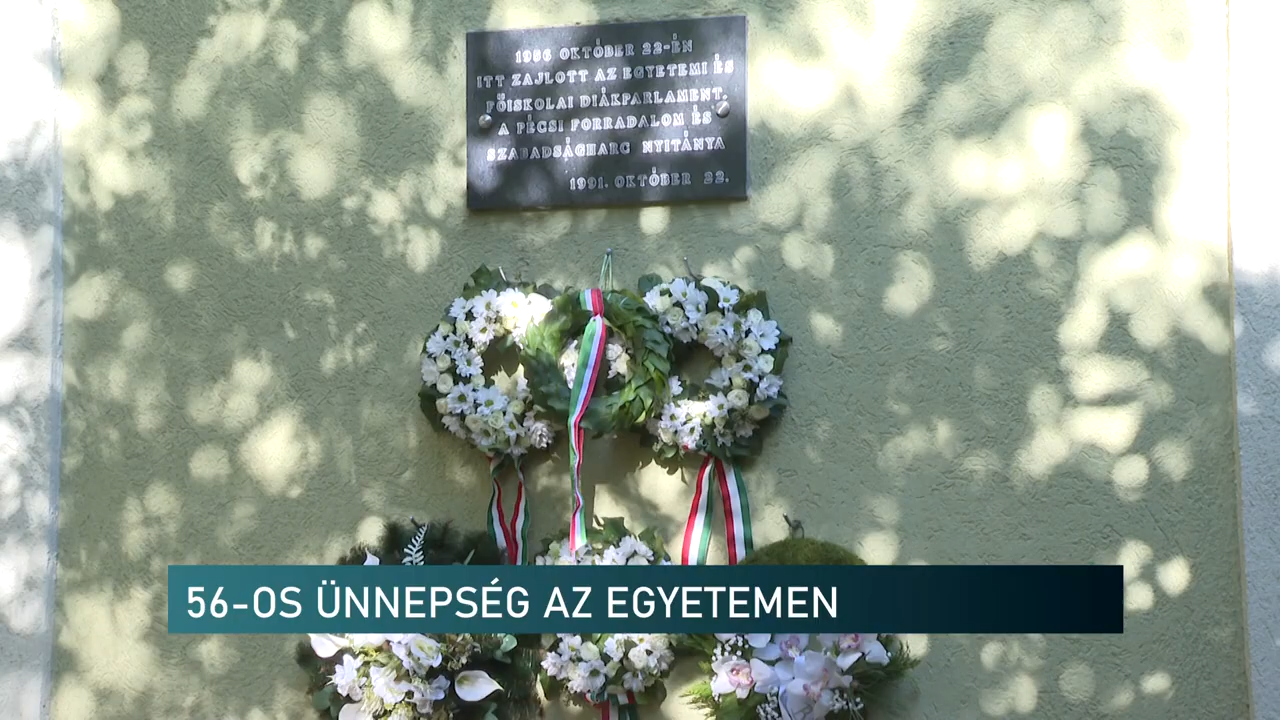 1956 OKTÓBER 22-ÉN
ITT ZAJLOTT AZ EGYETEMI ÉS
FŐISKOLAI DIÁKPARLAMENT.
A PÉCSI FORRADALOM ÉS
SZABADSÁGHARC NYITÁNYA
1991. OKTÓBER 22.
56-OS ÜNNEPSÉG AZ EGYETEMEN